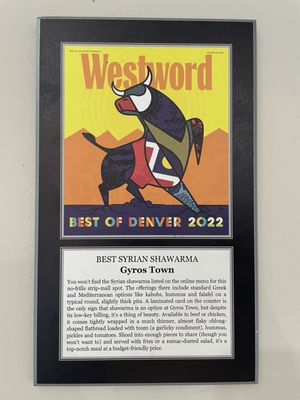 Westword
BEST OF DENVER 2022
BEST SYRIAN SHAWARMA
Gyros Town
You won't find the Syrian shawarma listed on the online menu for this
no-frills strip-mall spot. The offerings there include standard Greek
and Mediterranean options like kabobs, hummus and falafel on a
typical round, slightly thick pita. A laminated card on the counter is
the only sign that shawarma is an option at Gyros Town, but despite
its low-key billing, it's a thing of beauty. Available in beef or chicken,
it comes tightly wrapped in a much thinner, almost flaky oblong-
shaped flatbread loaded with toum (a garlicky condiment), hummus,
pickles and tomatoes. Sliced into enough pieces to share (though you
won't want to) and served with fries or a sumac-dusted salad, it's a
top-notch meal at a budget-friendly price.